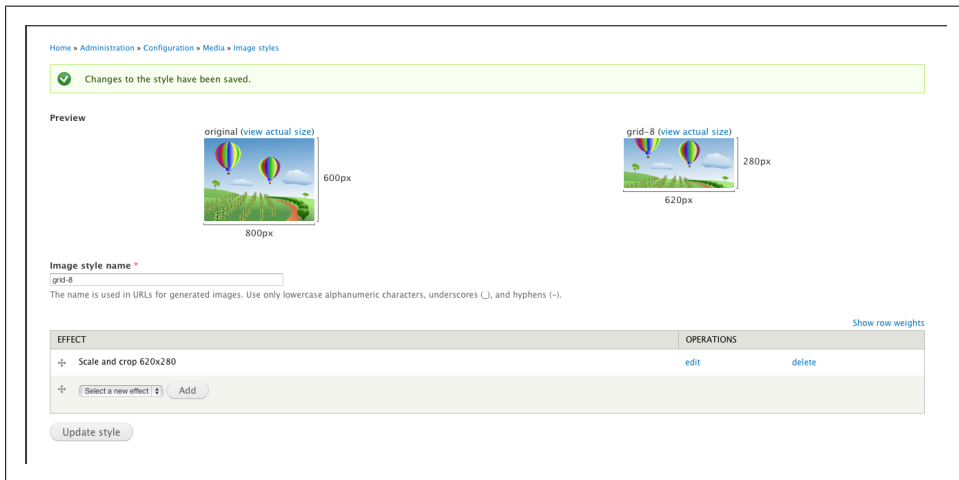 Home » Administration » Configuration » Media » Image styles
Changes to the style have been saved.
Preview
original (view actual size)
600px
800px
grid-8 (view actual size)
280px
620px
Image style name *
grid-8
The name is used in URLs for generated images. Use only lowercase alphanumeric characters, underscores (_), and hyphens (-).
Show row weights
EFFECT OPERATIONS
Scale and crop 620x280 edit delete
Select a new effect Add
Update style